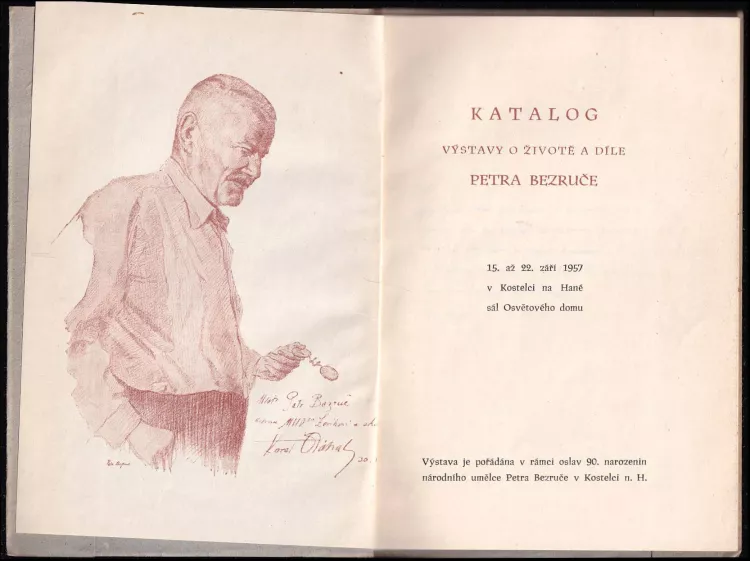 Petr Bezruč
Karel
KATALOG
VÝSTAVY O ŽIVOTĚ A DÍLE
PETRA BEZRUČE
15. až 22. září 1957
v Kostelci na Hané
sál Osvětového domu
Výstava je pořádána v rámci oslav 90. narozenin
národního umělce Petra Bezruče v Kostelci n. H.